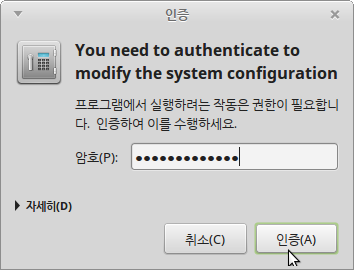 인증
You need to authenticate to
modify the system configuration
프로그램에서 실행하려는 작동은 권한이 필요합니
다. 인증하여 이를 수행하세요.
암호(P): ●●●●●●●●●●●●●
자세히(D)
취소(C) 인증(A)